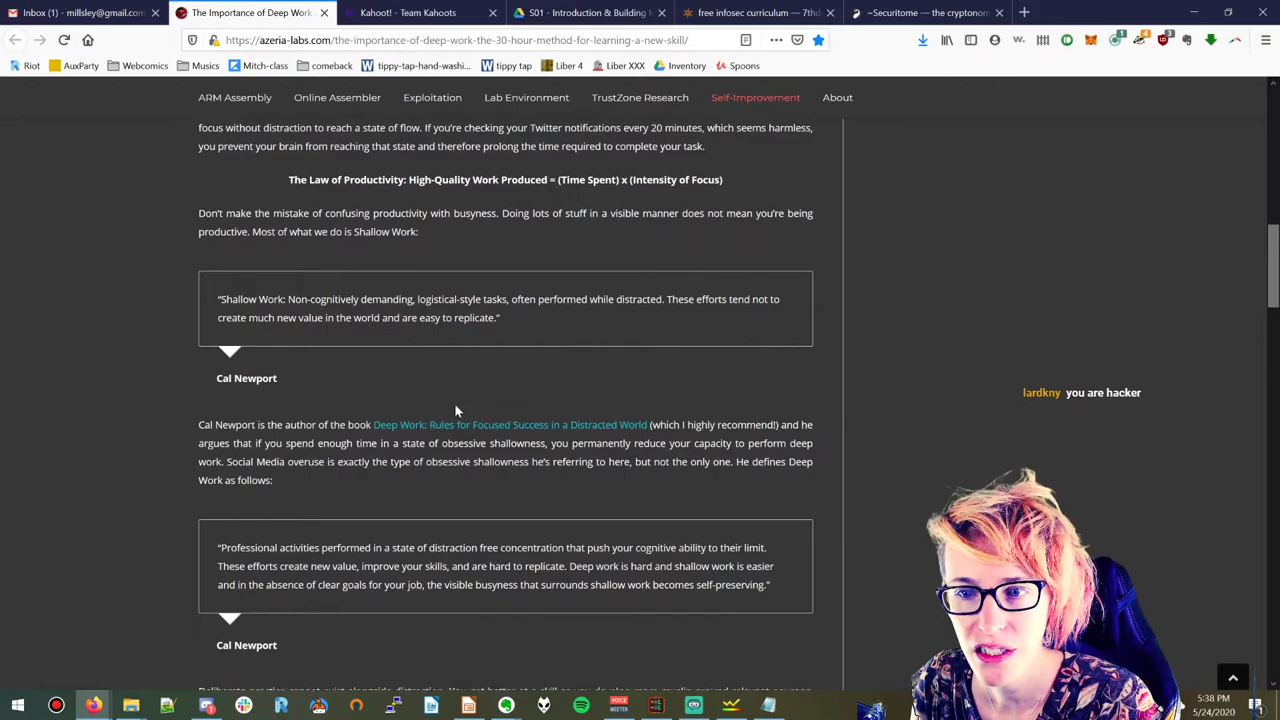 Inbox (3) - millsley@gmail.com
The Importance of Deep Work
Kahoot! - Team Kahoots
S01 - Introduction & Building
free infosec curriculum — 7thd
~Securitome — the cryptonom
https://azeria-labs.com/the-importance-of-deep-work-the-30-hour-method-for-learning-a-new-skill/
Riot
AuxParty
Webcomics
Musics
Mitch-class
comeback
tippy-tap-hand-washi...
tippy tap
Liber 4
Liber XXX
Inventory
Spoons
ARM Assembly
Online Assembler
Exploitation
Lab Environment
TrustZone Research
Self-Improvement
About
focus without distraction to reach a state of flow. If you’re checking your Twitter notifications every 20 minutes, which seems harmless,
you prevent your brain from reaching that state and therefore prolong the time required to complete your task.
The Law of Productivity: High-Quality Work Produced = (Time Spent) x (Intensity of Focus)
Don’t make the mistake of confusing productivity with busyness. Doing lots of stuff in a visible manner does not mean you’re being
productive. Most of what we do is Shallow Work:
“Shallow Work: Non-cognitively demanding, logistical-style tasks, often performed while distracted. These efforts tend not to
create much new value in the world and are easy to replicate.”
Cal Newport
lardkny you are hacker
Cal Newport is the author of the book Deep Work: Rules for Focused Success in a Distracted World (which I highly recommend!) and he
argues that if you spend enough time in a state of obsessive shallowness, you permanently reduce your capacity to perform deep
work. Social Media overuse is exactly the type of obsessive shallowness he’s referring to here, but not the only one. He defines Deep
Work as follows:
“Professional activities performed in a state of distraction free concentration that push your cognitive ability to their limit.
These efforts create new value, improve your skills, and are hard to replicate. Deep work is hard and shallow work is easier
and in the absence of clear goals for your job, the visible busyness that surrounds shallow work becomes self-preserving.”
Cal Newport
5:38 PM
5/24/2020